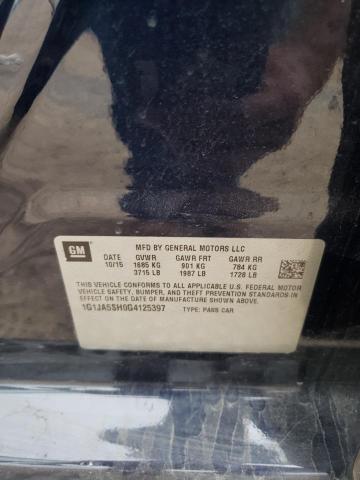 GM
MFD BY GENERAL MOTORS LLC
DATE GVWR GAWR FRT GAWR RR
10/15 1685 KG 901 KG 784 KG
3715 LB 1987 LB 1728 LB
THIS VEHICLE CONFORMS TO ALL APPLICABLE U.S. FEDERAL MOTOR
VEHICLE SAFETY, BUMPER, AND THEFT PREVENTION STANDARDS IN
EFFECT ON THE DATE OF MANUFACTURE SHOWN ABOVE.
1G1JA5SH0G4125397 TYPE: PASS CAR